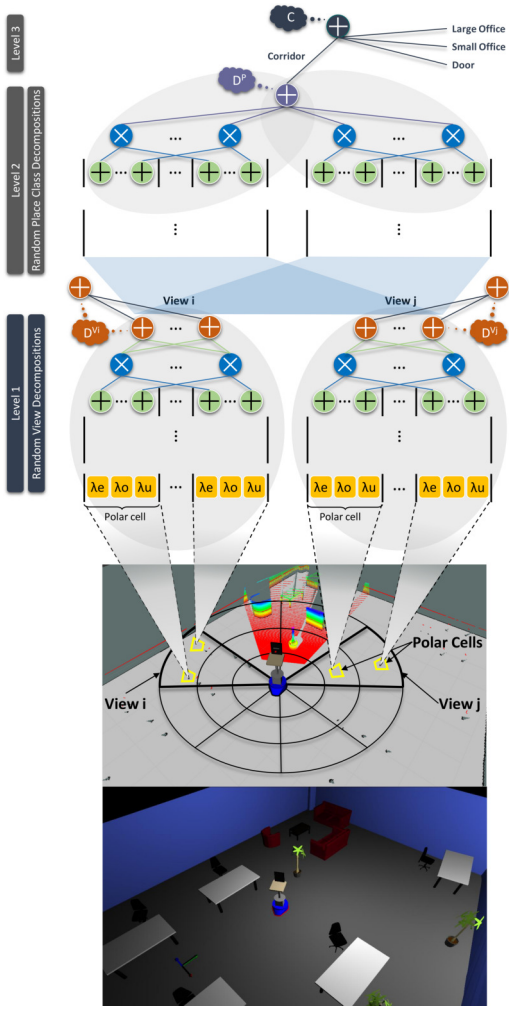 Level 3
C
Large Office
Small Office
Door
Corridor
D^P
Level 2
Random Place Class Decompositions
... ...
... ... ... ... ... ...
⋮ ⋮
View i View j
D^Vi D^Vj
Level 1
Random View Decompositions
... ...
... ...
... ... ... ... ... ...
⋮ ⋮
λe λo λu ... λe λo λu λe λo λu ... λe λo λu
Polar cell Polar cell
Polar Cells
View i View j